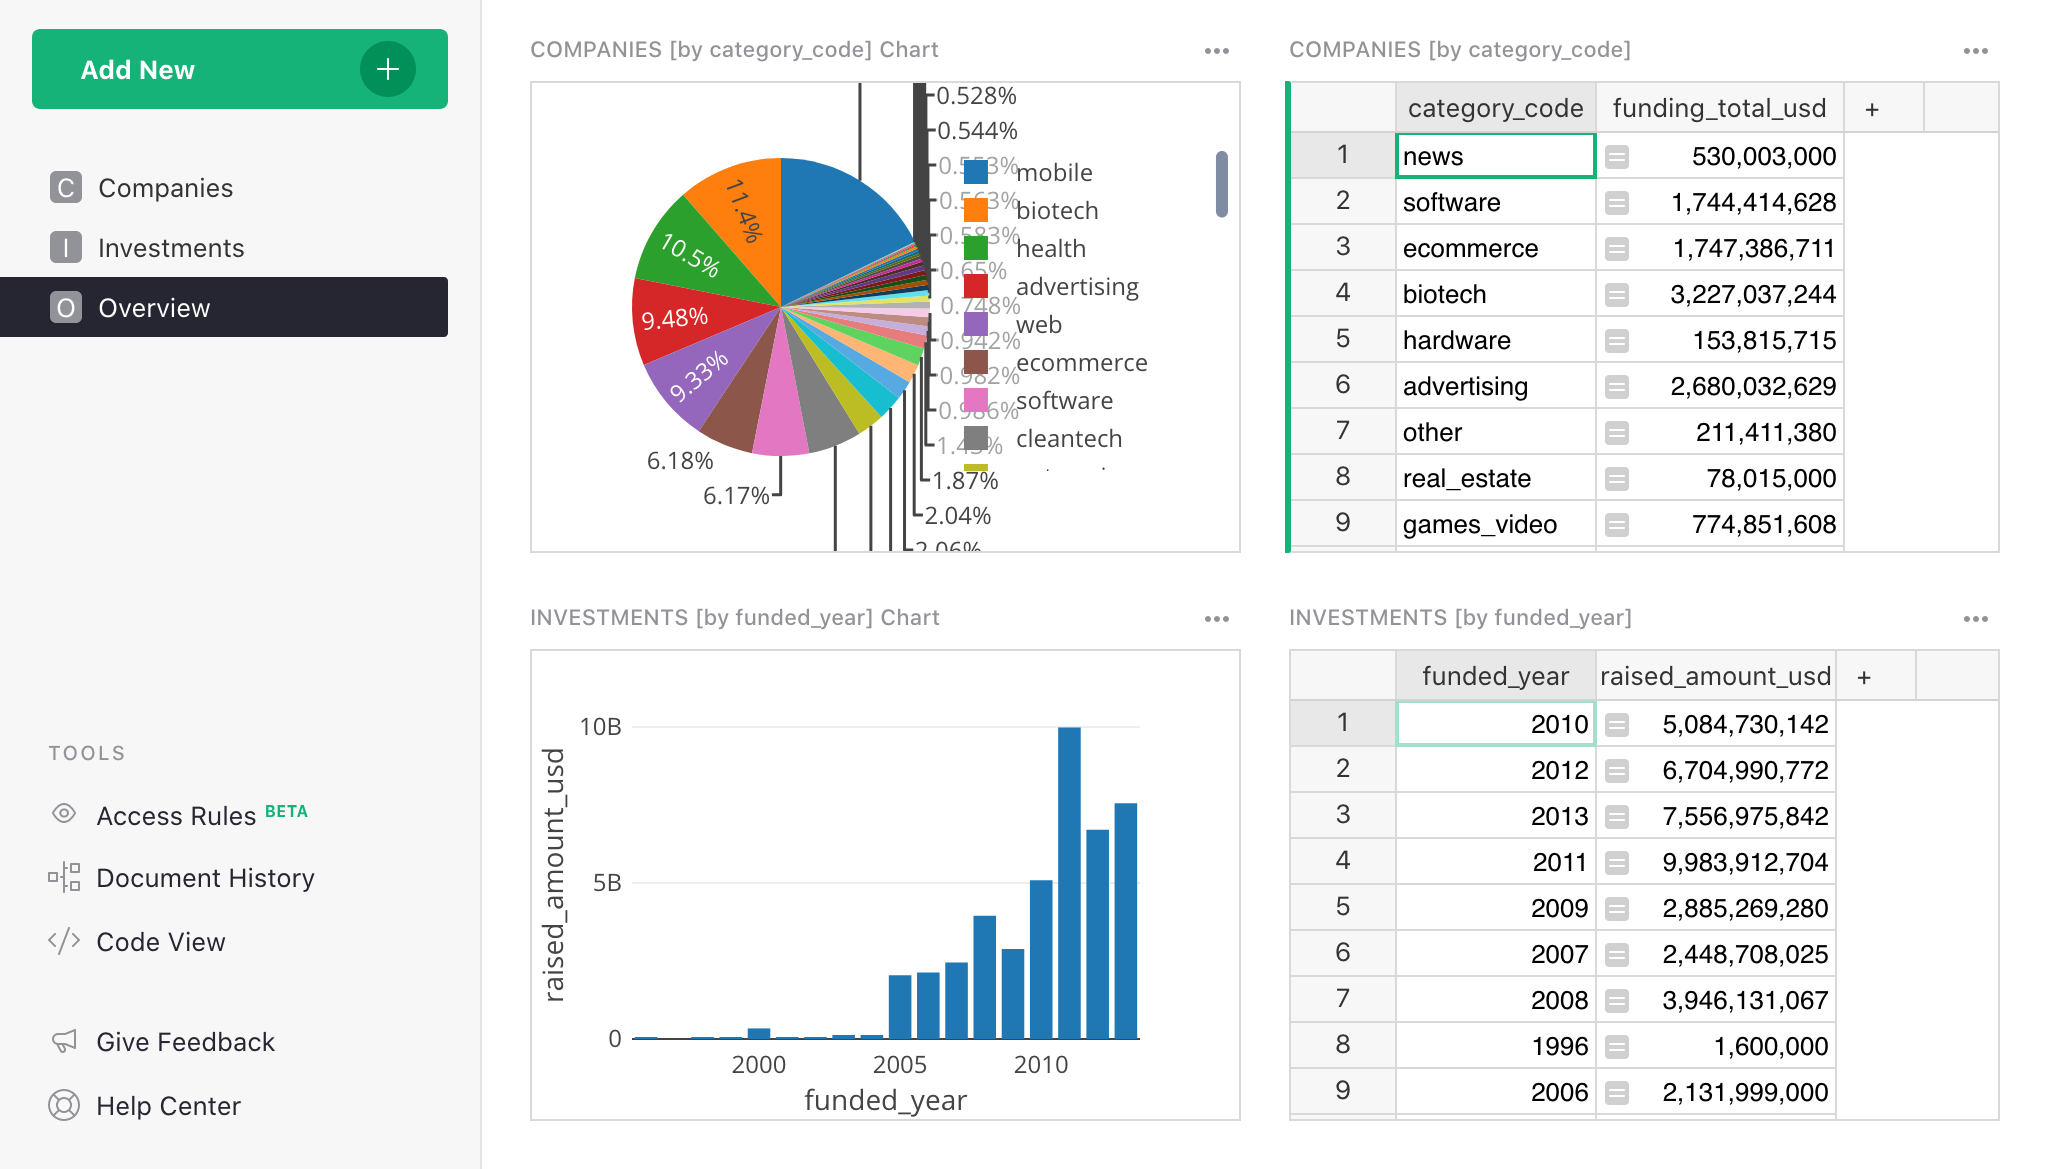 Add New
C Companies
I Investments
O Overview
TOOLS
Access Rules BETA
Document History
Code View
Give Feedback
Help Center
COMPANIES [by category_code] Chart
11.4%
10.5%
9.48%
9.33%
6.18%
6.17%
0.528%
0.544%
0.553%
0.563%
0.583%
0.65%
0.748%
0.942%
0.982%
0.986%
1.87%
2.04%
2.06%
mobile
biotech
health
advertising
web
ecommerce
software
cleantech
COMPANIES [by category_code]
category_code funding_total_usd +
1 news 530,003,000
2 software 1,744,414,628
3 ecommerce 1,747,386,711
4 biotech 3,227,037,244
5 hardware 153,815,715
6 advertising 2,680,032,629
7 other 211,411,380
8 real_estate 78,015,000
9 games_video 774,851,608
INVESTMENTS [by funded_year] Chart
raised_amount_usd
10B
5B
0
2000 2005 2010
funded_year
INVESTMENTS [by funded_year]
funded_year raised_amount_usd +
1 2010 5,084,730,142
2 2012 6,704,990,772
3 2013 7,556,975,842
4 2011 9,983,912,704
5 2009 2,885,269,280
6 2007 2,448,708,025
7 2008 3,946,131,067
8 1996 1,600,000
9 2006 2,131,999,000